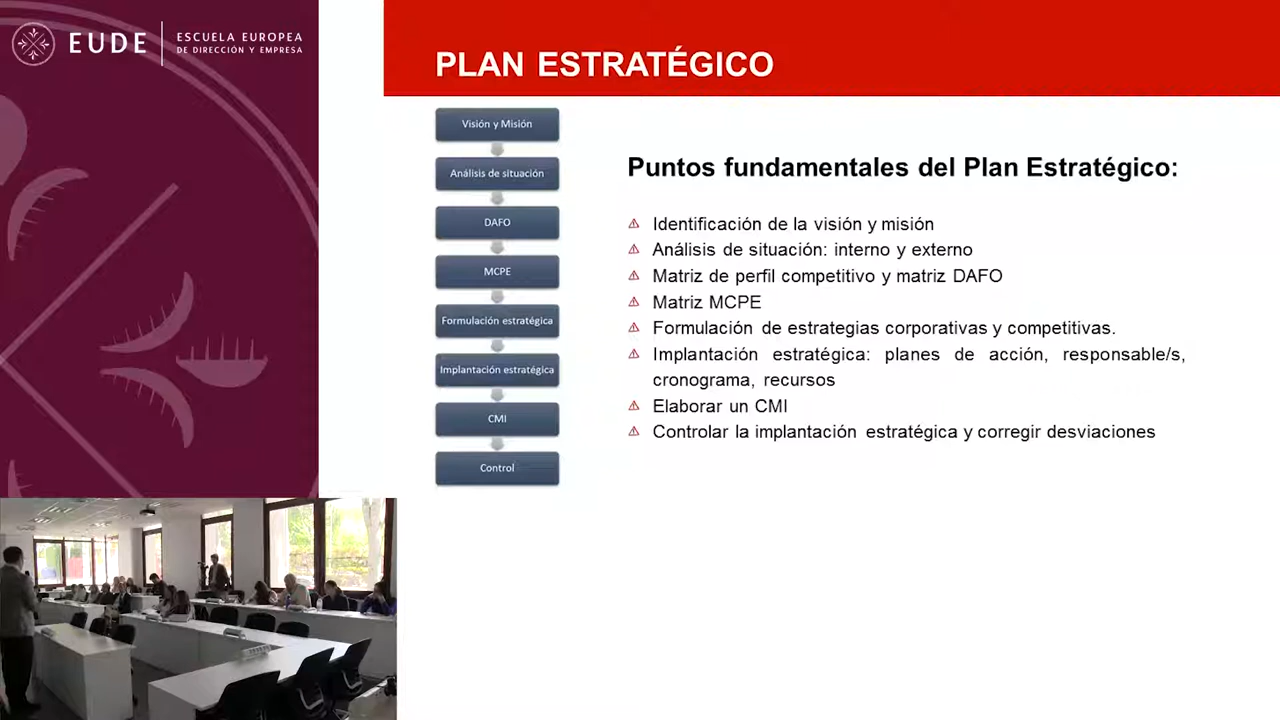 EUDE
ESCUELA EUROPEA
DE DIRECCIÓN Y EMPRESA
PLAN ESTRATÉGICO
Visión y Misión
Análisis de situación
DAFO
MCPE
Formulación estratégica
Implantación estratégica
CMI
Control
Puntos fundamentales del Plan Estratégico:
Identificación de la visión y misión
Análisis de situación: interno y externo
Matriz de perfil competitivo y matriz DAFO
Matriz MCPE
Formulación de estrategias corporativas y competitivas.
Implantación estratégica: planes de acción, responsable/s,
cronograma, recursos
Elaborar un CMI
Controlar la implantación estratégica y corregir desviaciones